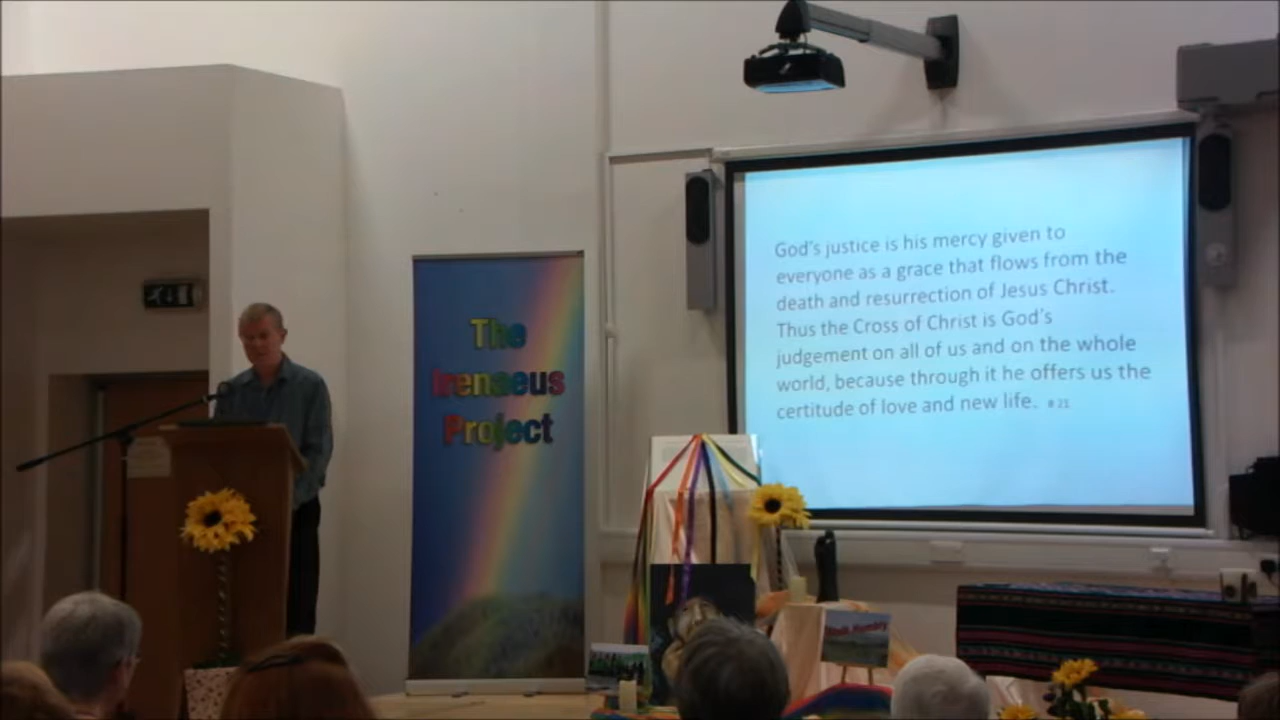 The
Irenaeus
Project
God's justice is his mercy given to
everyone as a grace that flows from the
death and resurrection of Jesus Christ.
Thus the Cross of Christ is God's
judgement on all of us and on the whole
world, because through it he offers us the
certitude of love and new life. # 21
Walk Humbly